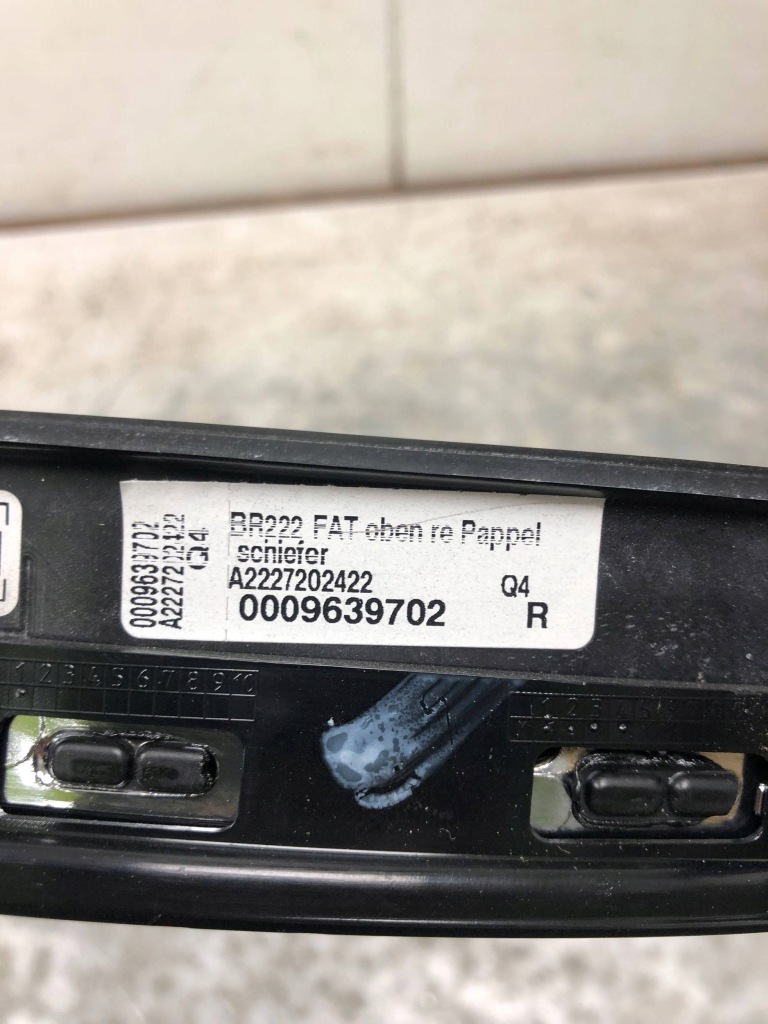 0009639702
A2227202422
Q4
BR222 FAT oben re Pappel
schiefer
A2227202422 Q4
0009639702 R
1 2 3 4 5 6 7 8 9 10